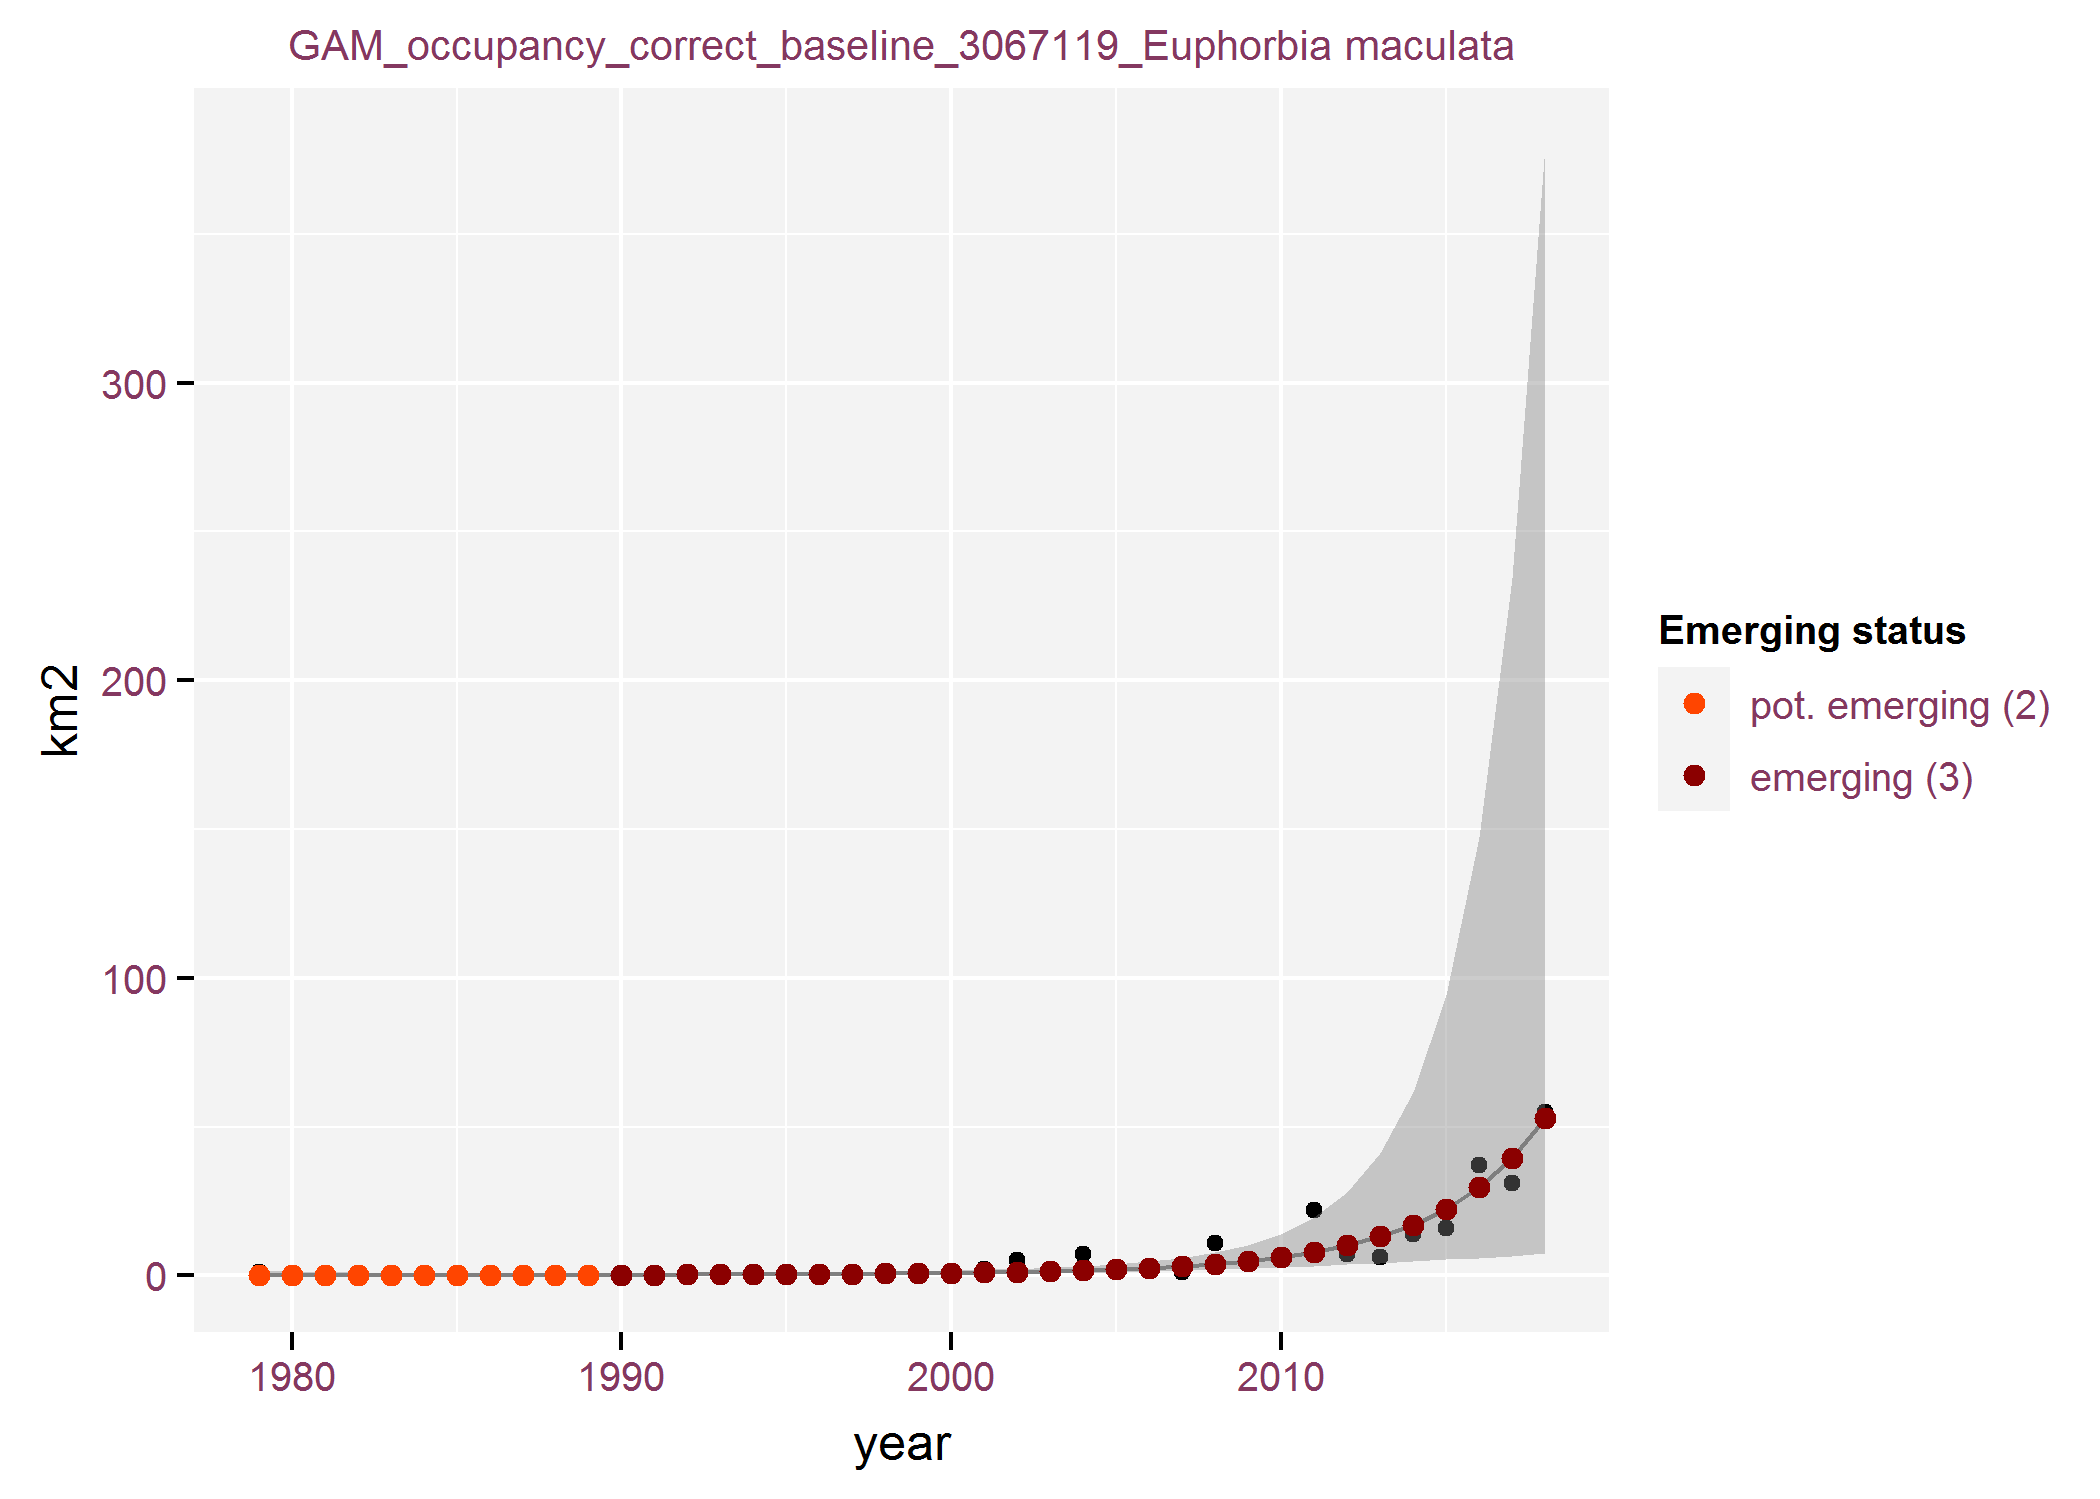 GAM_occupancy_correct_baseline_3067119_Euphorbia maculata
km2
300
200
100
0
1980 1990 2000 2010
year
Emerging status
pot. emerging (2)
emerging (3)